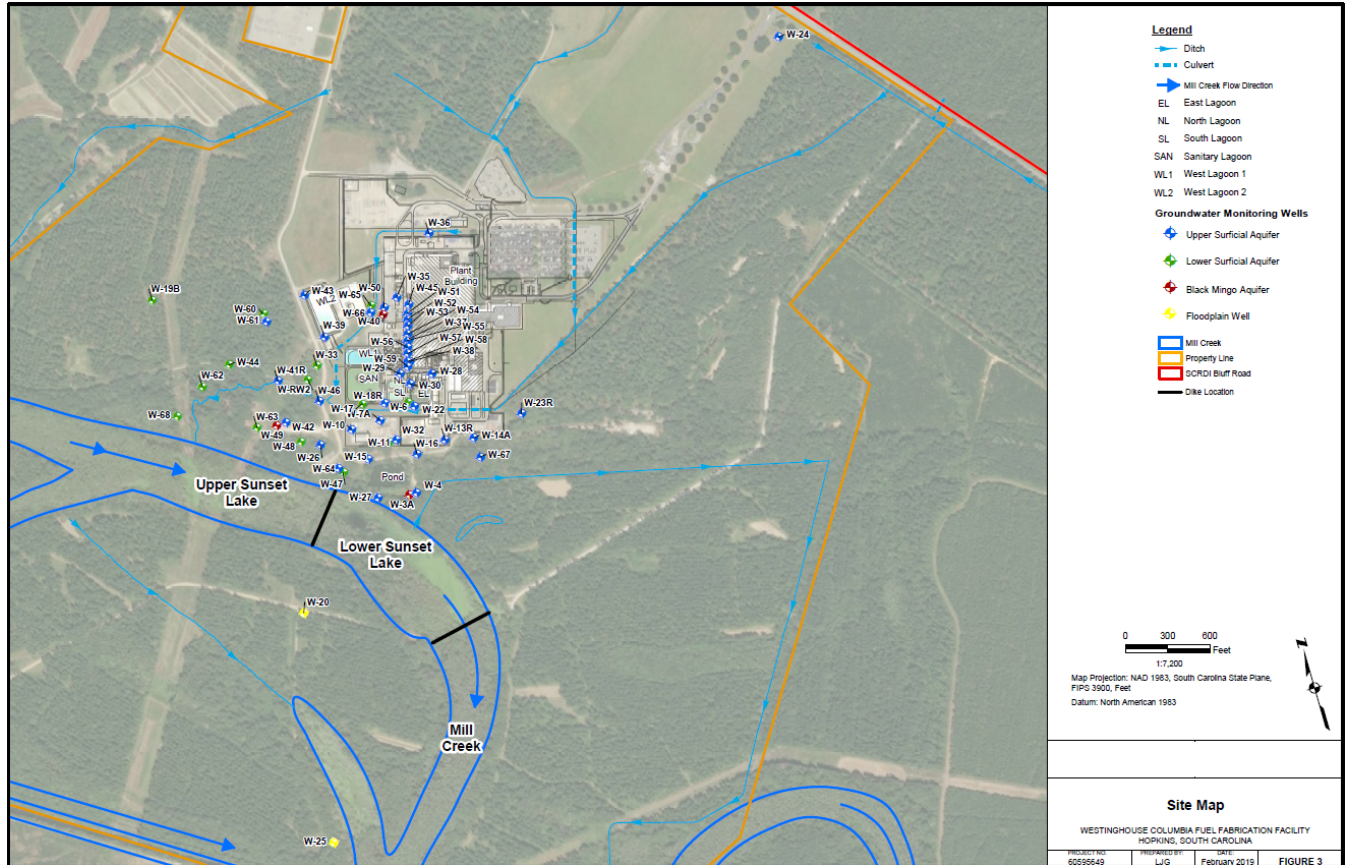 W-24
W-36
Plant
Building
W-35
W-45
W-51
W-52
W-54
W-53
W-37
W-55
W-57
W-58
W-38
W-50
W-65
W-66
W-40
W-56
W-59
W-29
W-28
W-30
W-43
WL2
W-39
W-19B
W-60
W-61
W-33
WL1
SAN
NL
SL
EL
W-44
W-41R
W-62
W-RW2
W-46
W-18R
W-17
W-7A
W-6
W-22
W-23R
W-68
W-63
W-42
W-49
W-48
W-10
W-32
W-13R
W-14A
W-11
W-16
W-26
W-15
W-67
W-64
W-47
Pond
W-27
W-4
W-3A
Upper Sunset
Lake
Lower Sunset
Lake
W-20
Mill
Creek
W-25
Legend
Ditch
Culvert
Mill Creek Flow Direction
EL East Lagoon
NL North Lagoon
SL South Lagoon
SAN Sanitary Lagoon
WL1 West Lagoon 1
WL2 West Lagoon 2
Groundwater Monitoring Wells
Upper Surficial Aquifer
Lower Surficial Aquifer
Black Mingo Aquifer
Floodplain Well
Mill Creek
Property Line
SCRDI Bluff Road
Dike Location
0 300 600
Feet
1:7,200
Map Projection: NAD 1983, South Carolina State Plane,
FIPS 3900, Feet
Datum: North American 1983
N
Site Map
WESTINGHOUSE COLUMBIA FUEL FABRICATION FACILITY
HOPKINS, SOUTH CAROLINA
PROJECT NO. PREPARED BY: DATE:
60595649 LJG February 2019 FIGURE 3